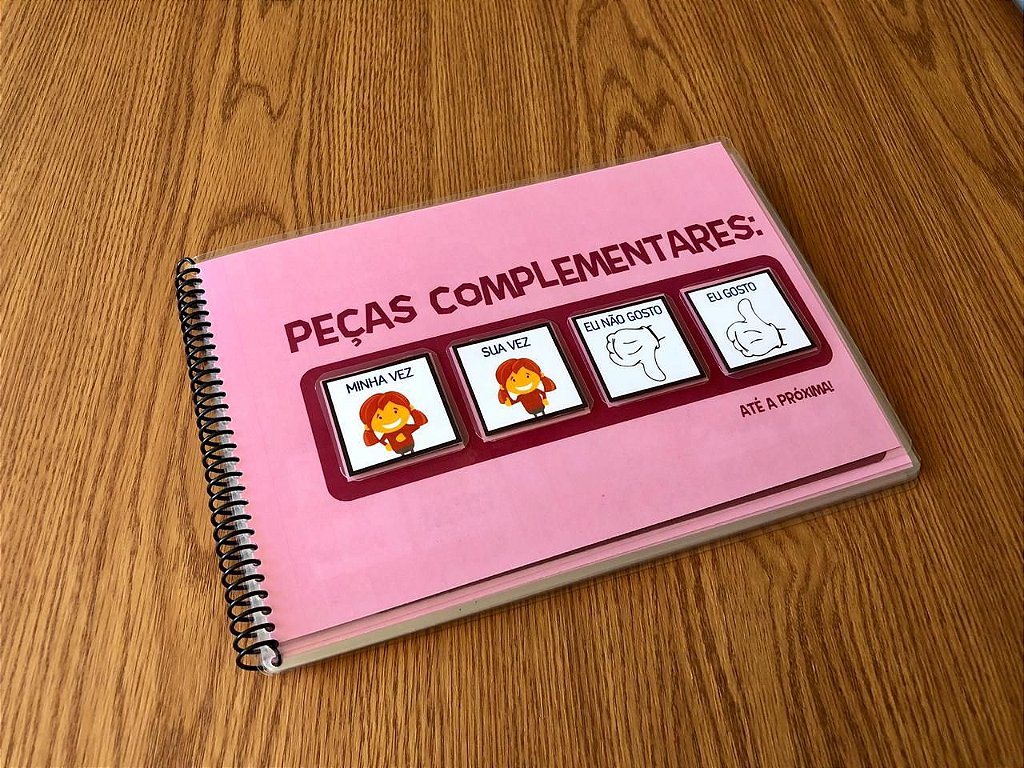 PEÇAS COMPLEMENTARES:
MINHA VEZ
SUA VEZ
EU NÃO GOSTO
EU GOSTO
ATÉ A PRÓXIMA!